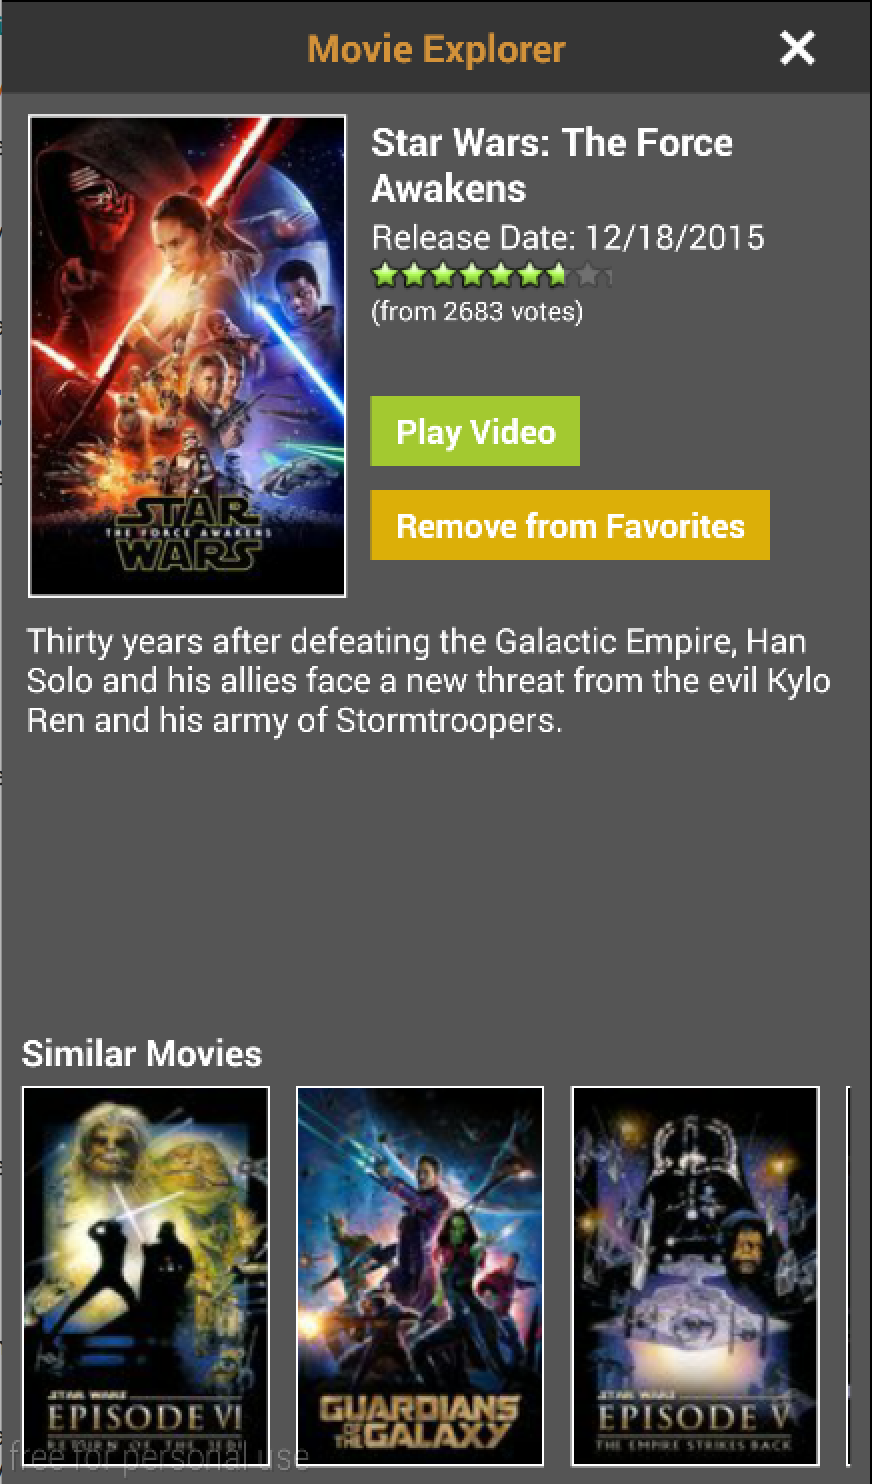 Movie Explorer
Star Wars: The Force
Awakens
Release Date: 12/18/2015
(from 2683 votes)
Play Video
Remove from Favorites
STAR
THE FORCE AWAKENS
WARS
Thirty years after defeating the Galactic Empire, Han
Solo and his allies face a new threat from the evil Kylo
Ren and his army of Stormtroopers.
Similar Movies
STAR WARS
EPISODE VI
RETURN OF THE JEDI
GUARDIANS
OF THE
GALAXY
STAR WARS
EPISODE V
THE EMPIRE STRIKES BACK
free for personal use